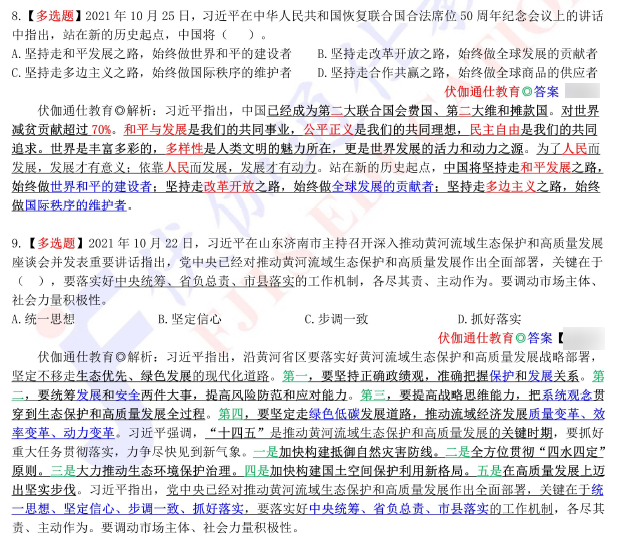 8.【多选题】2021 年 10 月 25 日，习近平在中华人民共和国恢复联合国合法席位 50 周年纪念会议上的讲话
中指出，站在新的历史起点，中国将（ ）。
A.坚持走和平发展之路，始终做世界和平的建设者 B.坚持走改革开放之路，始终做全球发展的贡献者
C.坚持走多边主义之路，始终做国际秩序的维护者 D.坚持走合作共赢之路，始终做全球商品的供应者
伏伽通仕教育◎答案
伏伽通仕教育◎解析：习近平指出，中国已经成为第二大联合国会费国、第二大维和摊款国。对世界
减贫贡献超过 70%。和平与发展是我们的共同事业，公平正义是我们的共同理想，民主自由是我们的共同
追求。世界是丰富多彩的，多样性是人类文明的魅力所在，更是世界发展的活力和动力之源。为了人民而
发展，发展才有意义；依靠人民而发展，发展才有动力。站在新的历史起点，中国将坚持走和平发展之路，
始终做世界和平的建设者；坚持走改革开放之路，始终做全球发展的贡献者；坚持走多边主义之路，始终
做国际秩序的维护者。
9.【多选题】2021 年 10 月 22 日，习近平在山东济南市主持召开深入推动黄河流域生态保护和高质量发展
座谈会并发表重要讲话指出，党中央已经对推动黄河流域生态保护和高质量发展作出全面部署，关键在于
（ ），要落实好中央统筹、省负总责、市县落实的工作机制，各尽其责、主动作为。要调动市场主体、
社会力量积极性。
A.统一思想 B.坚定信心 C.步调一致 D.抓好落实
伏伽通仕教育◎答案【
伏伽通仕教育◎解析：习近平指出，沿黄河省区要落实好黄河流域生态保护和高质量发展战略部署，
坚定不移走生态优先、绿色发展的现代化道路。第一，要坚持正确政绩观，准确把握保护和发展关系。第
二，要统筹发展和安全两件大事，提高风险防范和应对能力。第三，要提高战略思维能力，把系统观念贯
穿到生态保护和高质量发展全过程。第四，要坚定走绿色低碳发展道路，推动流域经济发展质量变革、效
率变革、动力变革。习近平强调，“十四五”是推动黄河流域生态保护和高质量发展的关键时期，要抓好
重大任务贯彻落实，力争尽快见到新气象。一是加快构建抵御自然灾害防线。二是全方位贯彻“四水四定”
原则。三是大力推动生态环境保护治理。四是加快构建国土空间保护利用新格局。五是在高质量发展上迈
出坚实步伐。习近平指出，党中央已经对推动黄河流域生态保护和高质量发展作出全面部署，关键在于统
一思想、坚定信心、步调一致、抓好落实，要落实好中央统筹、省负总责、市县落实的工作机制，各尽其
责、主动作为。要调动市场主体、社会力量积极性。